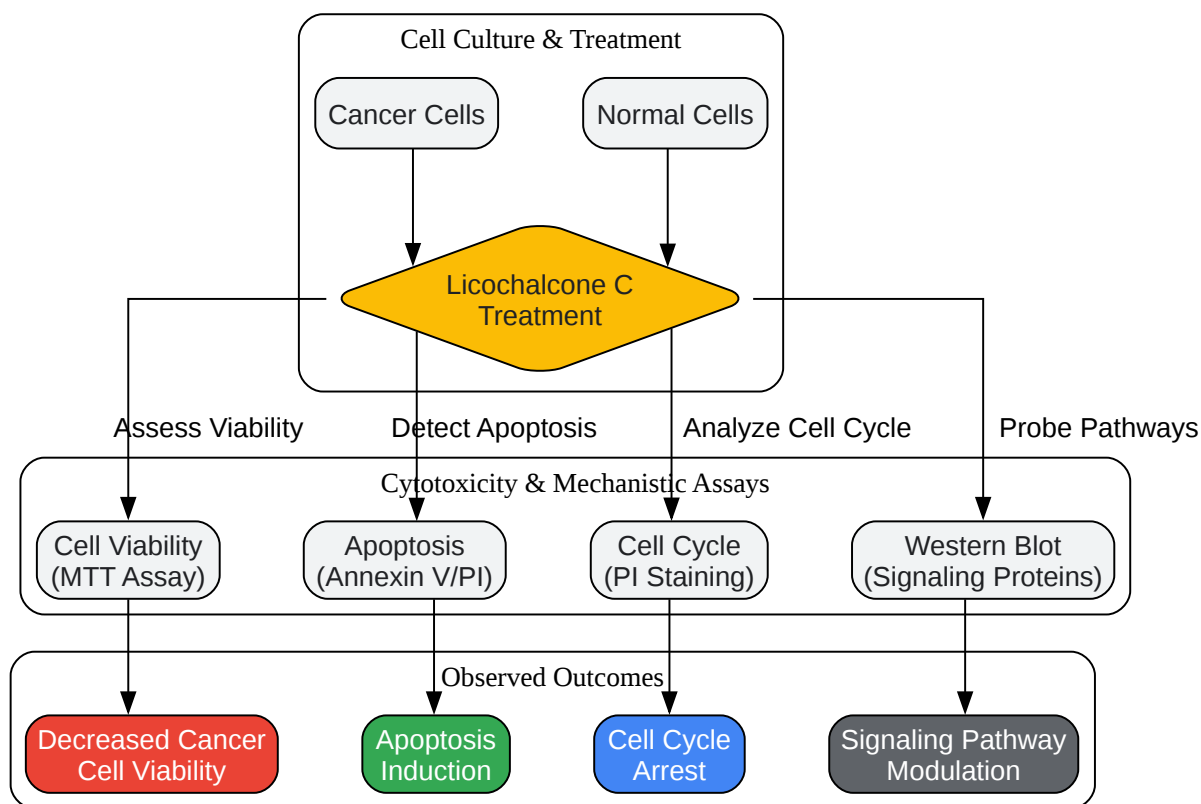 Cell Culture & Treatment
Cancer Cells
Normal Cells
Licochalcone C
Treatment
Assess Viability
Detect Apoptosis
Analyze Cell Cycle
Probe Pathways
Cytotoxicity & Mechanistic Assays
Cell Viability
(MTT Assay)
Apoptosis
(Annexin V/PI)
Cell Cycle
(PI Staining)
Western Blot
(Signaling Proteins)
Observed Outcomes
Decreased Cancer
Cell Viability
Apoptosis
Induction
Cell Cycle
Arrest
Signaling Pathway
Modulation